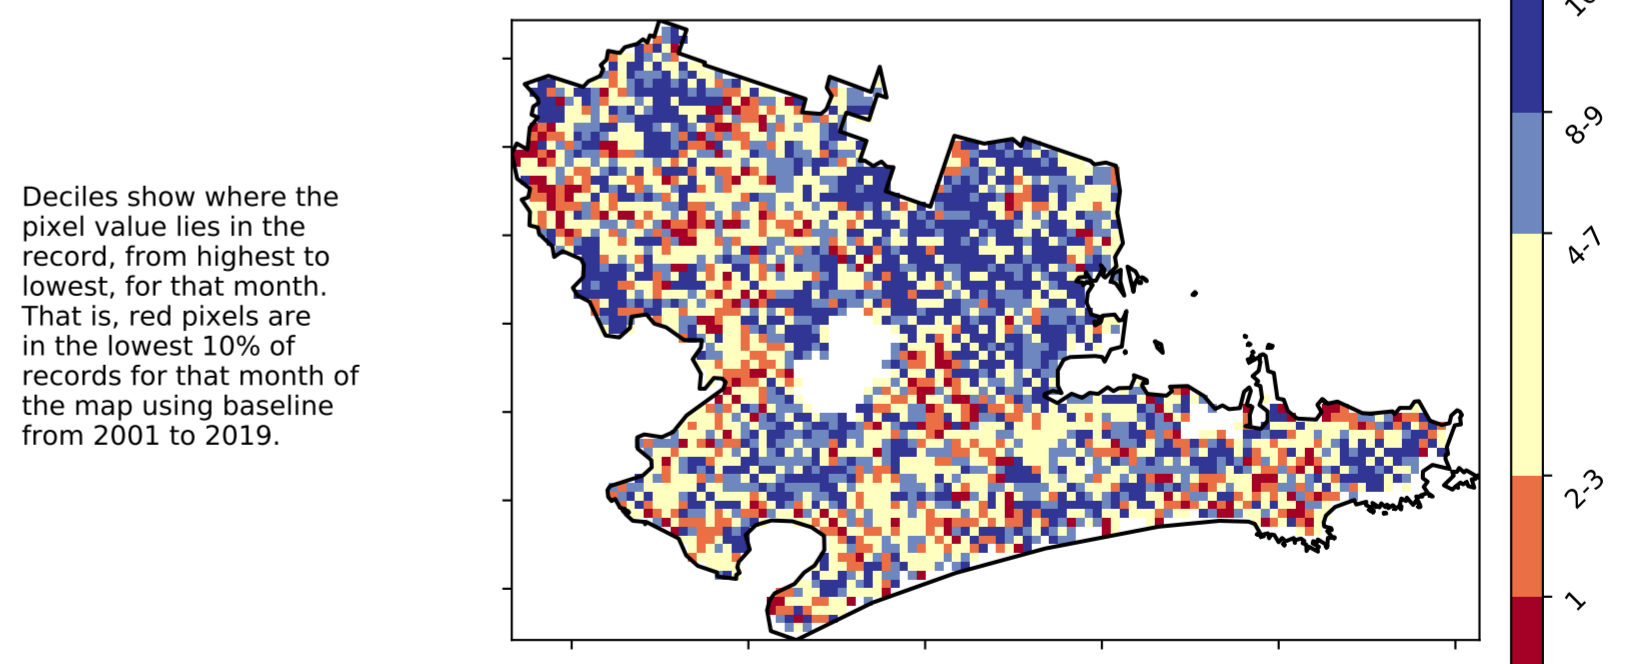 Deciles show where the
pixel value lies in the
record, from highest to
lowest, for that month.
That is, red pixels are
in the lowest 10% of
records for that month of
the map using baseline
from 2001 to 2019.
8-9
4-7
2-3
1